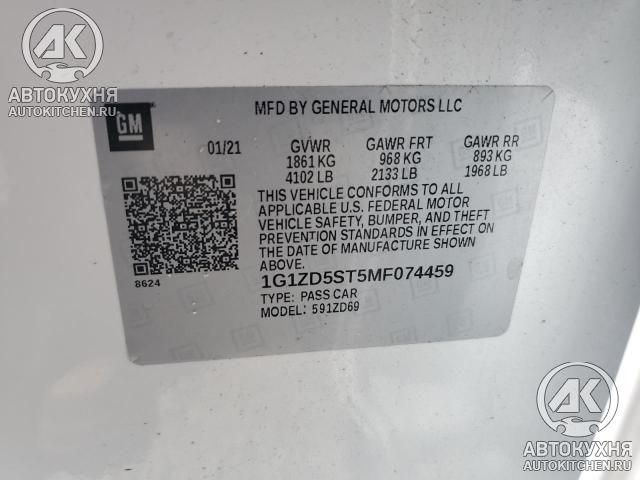 AK
АВТОКУХНЯ
AUTOKITCHEN.RU
GM
MFD BY GENERAL MOTORS LLC
01/21 GVWR GAWR FRT GAWR RR
1861 KG 968 KG 893 KG
4102 LB 2133 LB 1968 LB
THIS VEHICLE CONFORMS TO ALL
APPLICABLE U.S. FEDERAL MOTOR
VEHICLE SAFETY, BUMPER, AND THEFT
PREVENTION STANDARDS IN EFFECT ON
THE DATE OF MANUFACTURE SHOWN
ABOVE.
8624
1G1ZD5ST5MF074459
TYPE: PASS CAR
MODEL: 591ZD69
AK
АВТОКУХНЯ
AUTOKITCHEN.RU